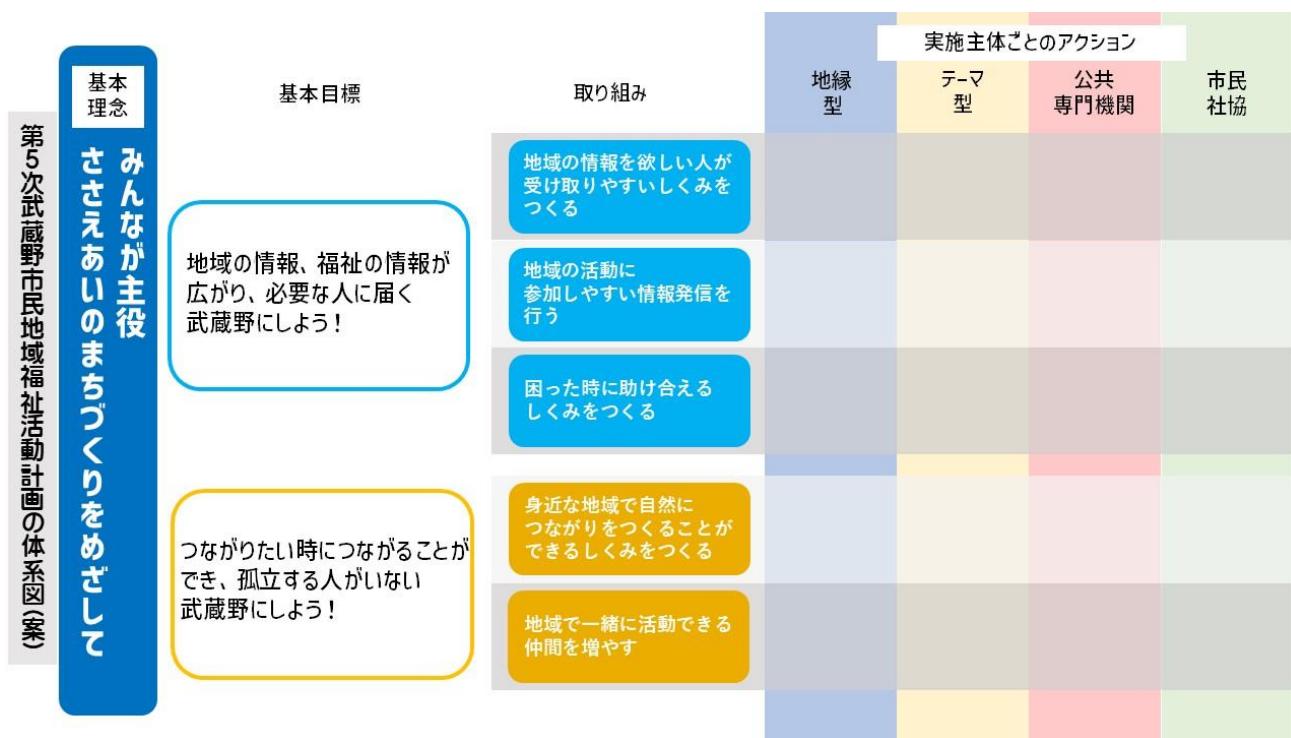 第5次武蔵野市民地域福祉活動計画の体系図(案)
基本
理念
みんなが主役
ささえあいのまちづくりをめざして
基本目標
取り組み
実施主体ごとのアクション
地縁
型
テーマ
型
公共
専門機関
市民
社協
地域の情報、福祉の情報が
広がり、必要な人に届く
武蔵野にしよう!
地域の情報を欲しい人が
受け取りやすいしくみを
つくる
地域の活動に
参加しやすい情報発信を
行う
困った時に助け合える
しくみをつくる
つながりたい時につながることが
でき、孤立する人がいない
武蔵野にしよう!
身近な地域で自然に
つながりをつくることが
できるしくみをつくる
地域で一緒に活動できる
仲間を増やす